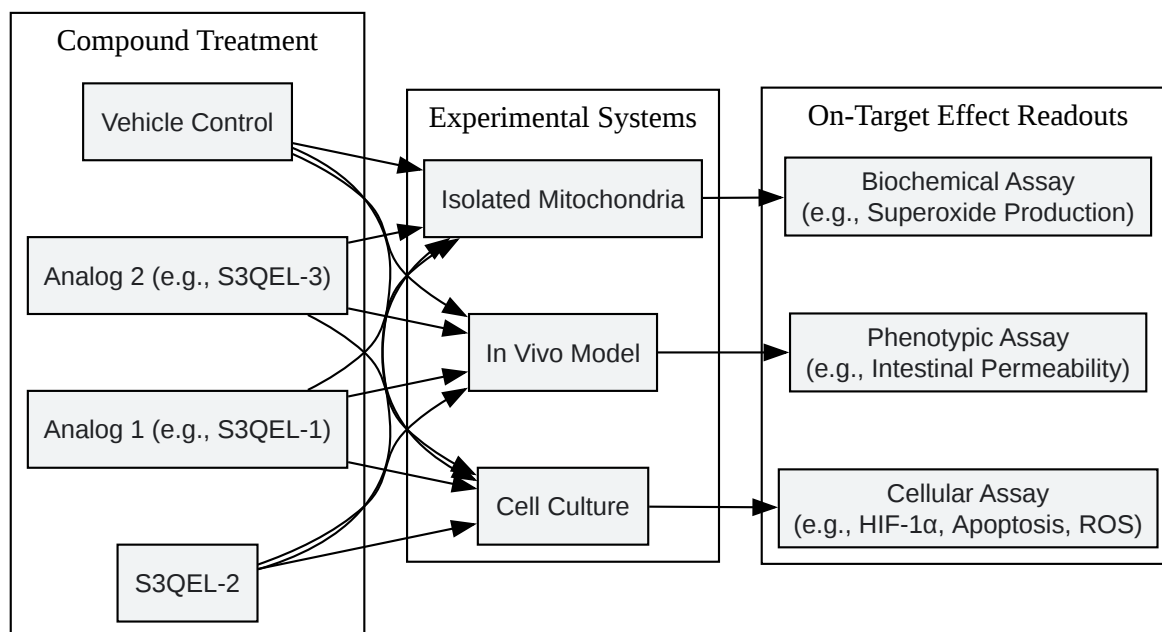 Compound Treatment
Vehicle Control
Analog 2 (e.g., S3QEL-3)
Analog 1 (e.g., S3QEL-1)
S3QEL-2
Experimental Systems
Isolated Mitochondria
In Vivo Model
Cell Culture
On-Target Effect Readouts
Biochemical Assay
(e.g., Superoxide Production)
Phenotypic Assay
(e.g., Intestinal Permeability)
Cellular Assay
(e.g., HIF-1α, Apoptosis, ROS)